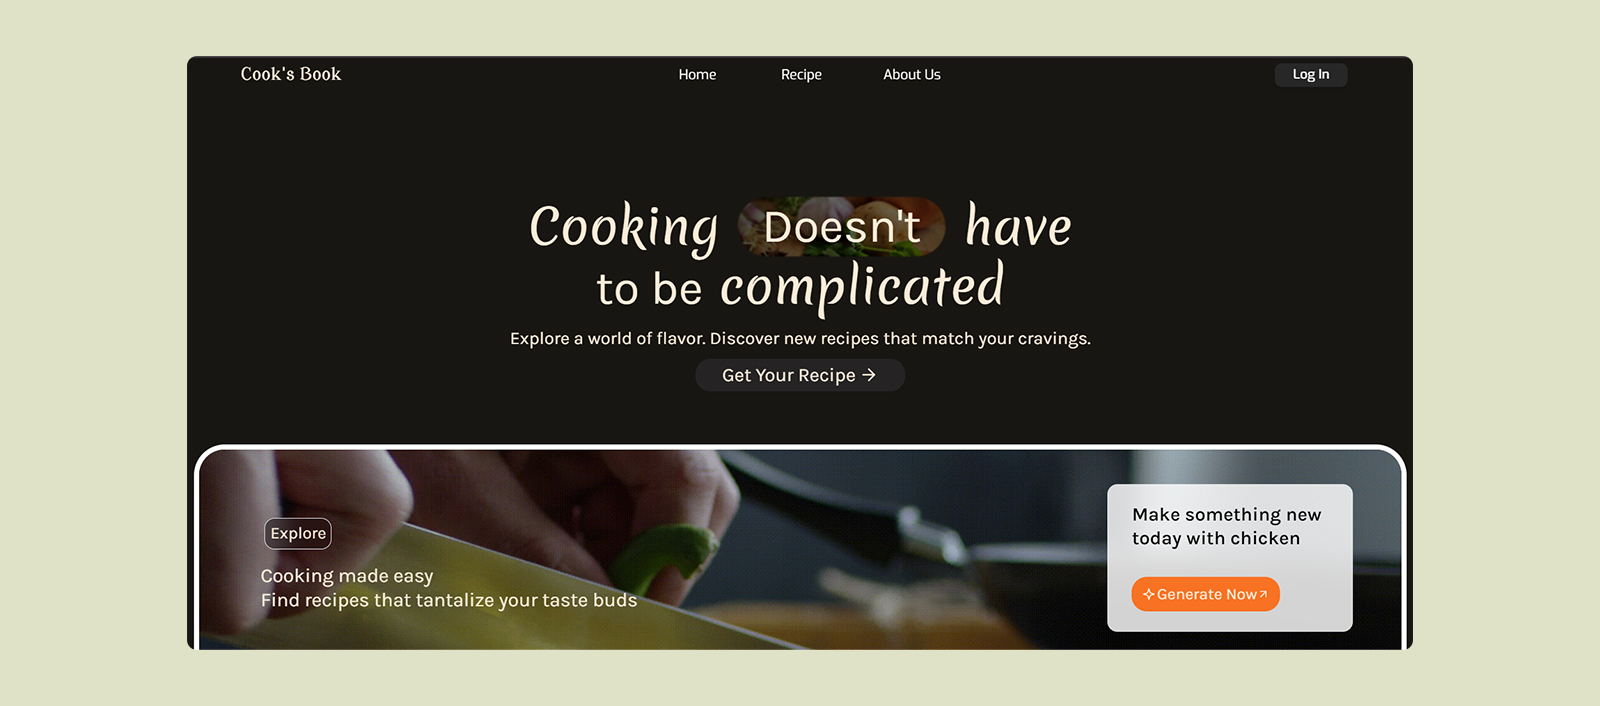 Cook's Book
Home
Recipe
About Us
Log In
Cooking Doesn't have
to be complicated
Explore a world of flavor. Discover new recipes that match your cravings.
Get Your Recipe →
Explore
Cooking made easy
Find recipes that tantalize your taste buds
Make something new
today with chicken
Generate Now